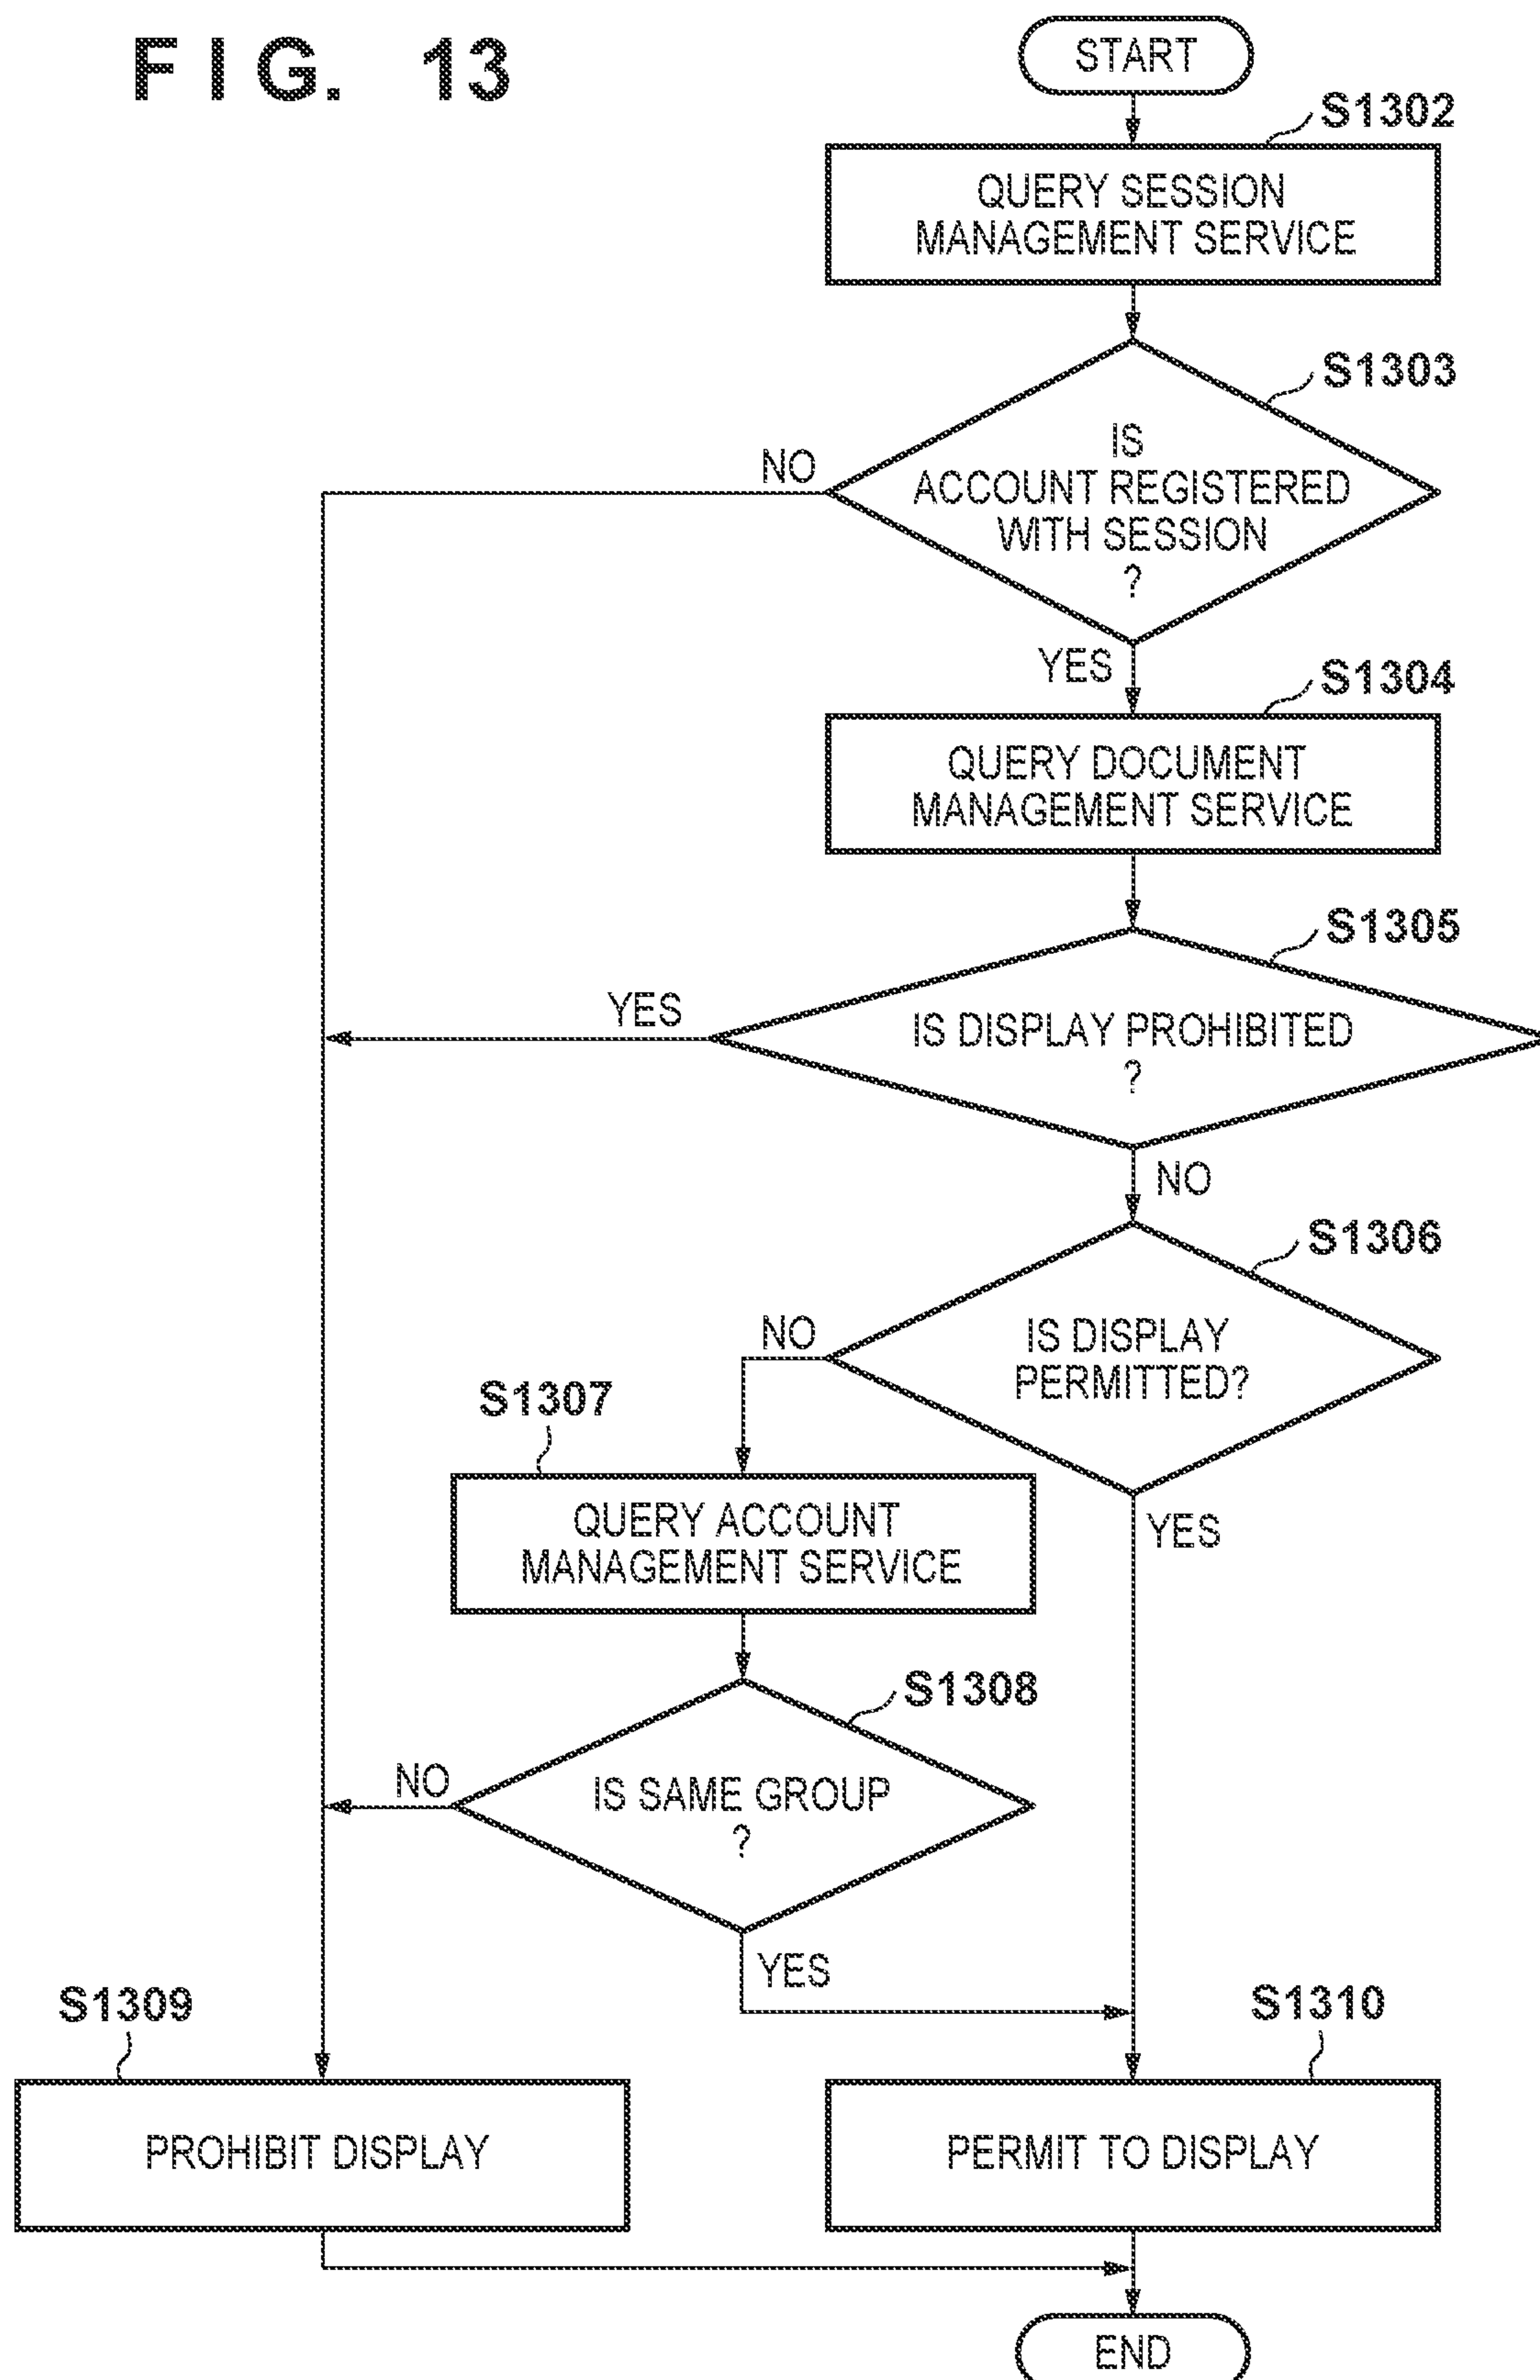 FIG. 13
START
S1302
QUERY SESSION
MANAGEMENT SERVICE
S1303
IS
ACCOUNT REGISTERED
WITH SESSION
?
NO
YES
S1304
QUERY DOCUMENT
MANAGEMENT SERVICE
S1305
IS DISPLAY PROHIBITED
?
YES
NO
S1306
IS DISPLAY
PERMITTED?
NO
YES
S1307
QUERY ACCOUNT
MANAGEMENT SERVICE
S1308
IS SAME GROUP
?
NO
YES
S1309
PROHIBIT DISPLAY
S1310
PERMIT TO DISPLAY
END